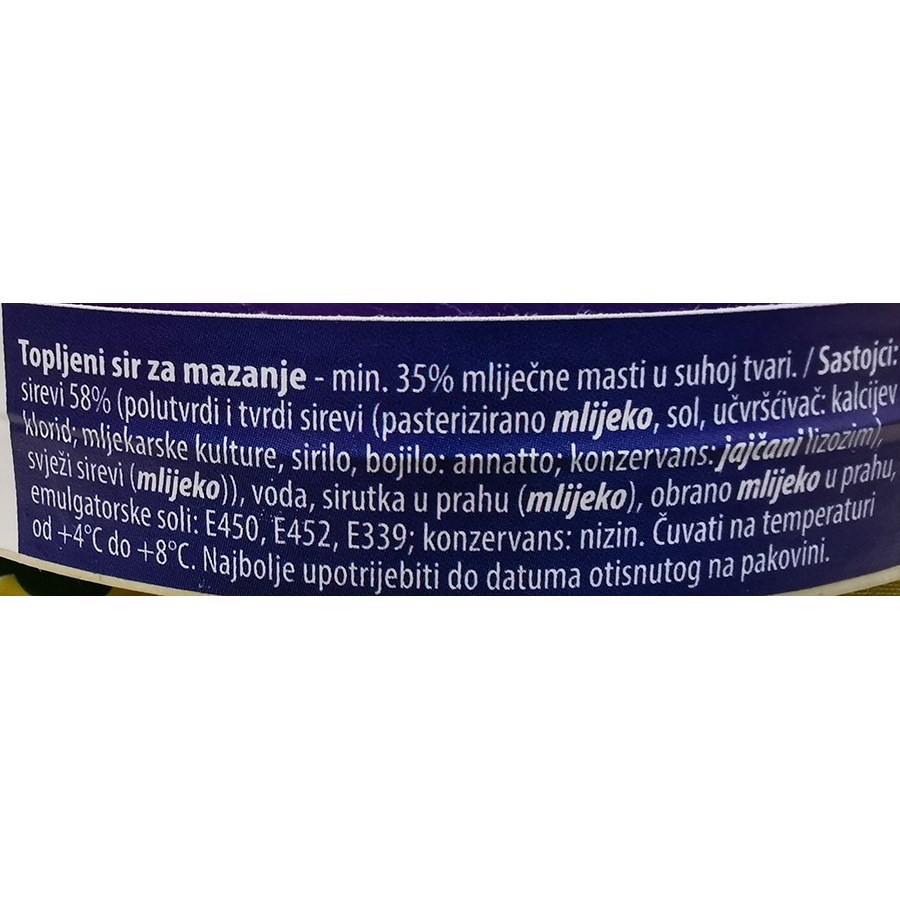 Topljeni sir za mazanje - min. 35% mliječne masti u suhoj tvari. / Sastojci:
sirevi 58% (polutvrdi i tvrdi sirevi (pasterizirano mlijeko, sol, učvršćivač: kalcijev
klorid; mljekarske kulture, sirilo, bojilo: annatto; konzervans: jajčani lizozim),
svježi sirevi (mlijeko)), voda, sirutka u prahu (mlijeko), obrano mlijeko u prahu,
emulgatorske soli: E450, E452, E339; konzervans: nizin. Čuvati na temperaturi
od +4°C do +8°C. Najbolje upotrijebiti do datuma otisnutog na pakovini.